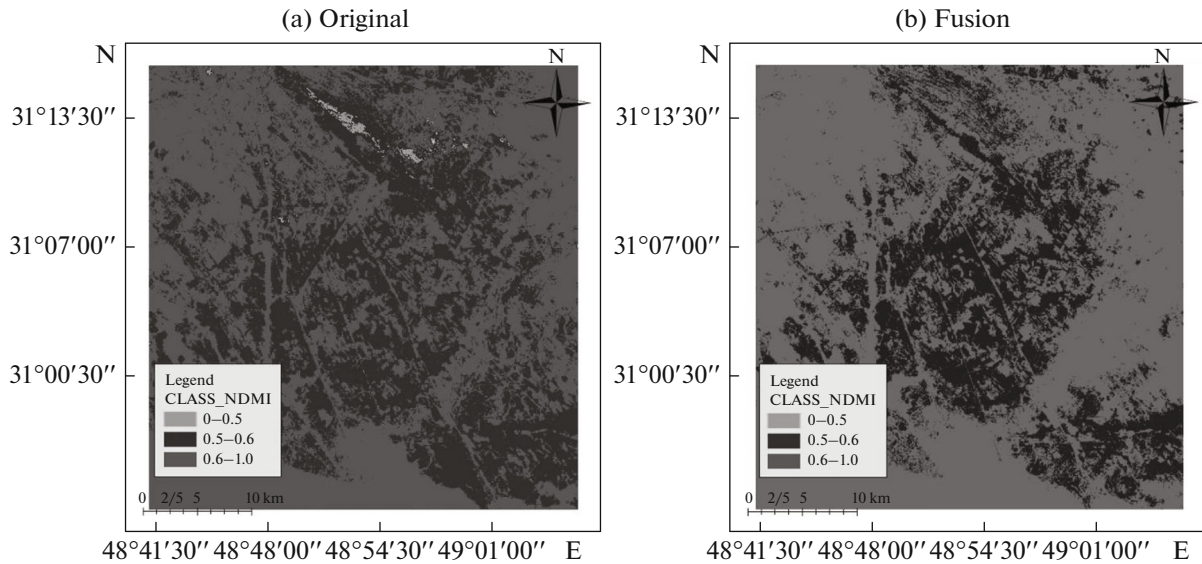 (a) Original
N
N
31°13′30′′
31°07′00′′
31°00′30′′
Legend
CLASS_NDMI
0–0.5
0.5–0.6
0.6–1.0
0 2/5 5 10 km
48°41′30′′ 48°48′00′′ 48°54′30′′ 49°01′00′′ E
(b) Fusion
N
N
31°13′30′′
31°07′00′′
31°00′30′′
Legend
CLASS_NDMI
0–0.5
0.5–0.6
0.6–1.0
0 2/5 5 10 km
48°41′30′′ 48°48′00′′ 48°54′30′′ 49°01′00′′ E